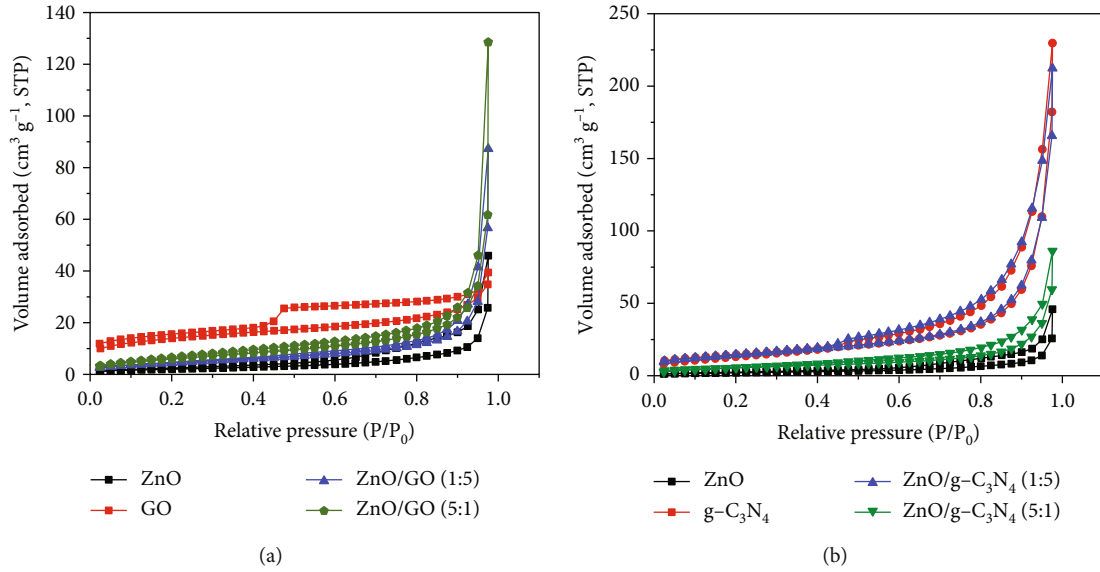 140
120
100
80
60
40
20
0
Volume adsorbed (cm³ g⁻¹, STP)
0.0 0.2 0.4 0.6 0.8 1.0
Relative pressure (P/P₀)
ZnO
GO
ZnO/GO (1:5)
ZnO/GO (5:1)
(a)
250
200
150
100
50
0
Volume adsorbed (cm³ g⁻¹, STP)
0.0 0.2 0.4 0.6 0.8 1.0
Relative pressure (P/P₀)
ZnO
g–C₃N₄
ZnO/g–C₃N₄ (1:5)
ZnO/g–C₃N₄ (5:1)
(b)